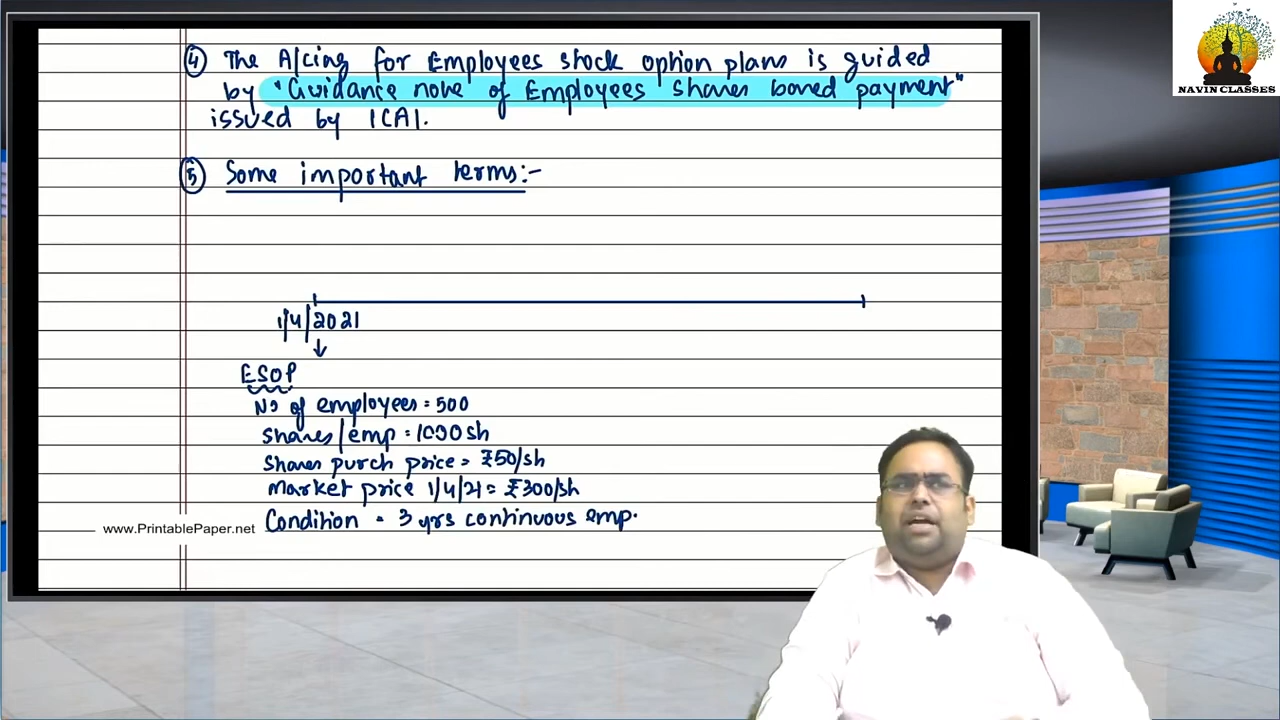 ④ The A/cing for Employees stock option plans is guided
by "Guidance note of Employees shares based payment"
issued by ICAI.
⑤ Some important terms:-
1/4/2021
ESOP
No of employees = 500
Shares/emp = 1000 sh
Shares purch price = ₹50/sh
Market price 1/4/21 = ₹300/sh
Condition = 3 yrs continuous emp.
www.PrintablePaper.net
NAVIN CLASSES